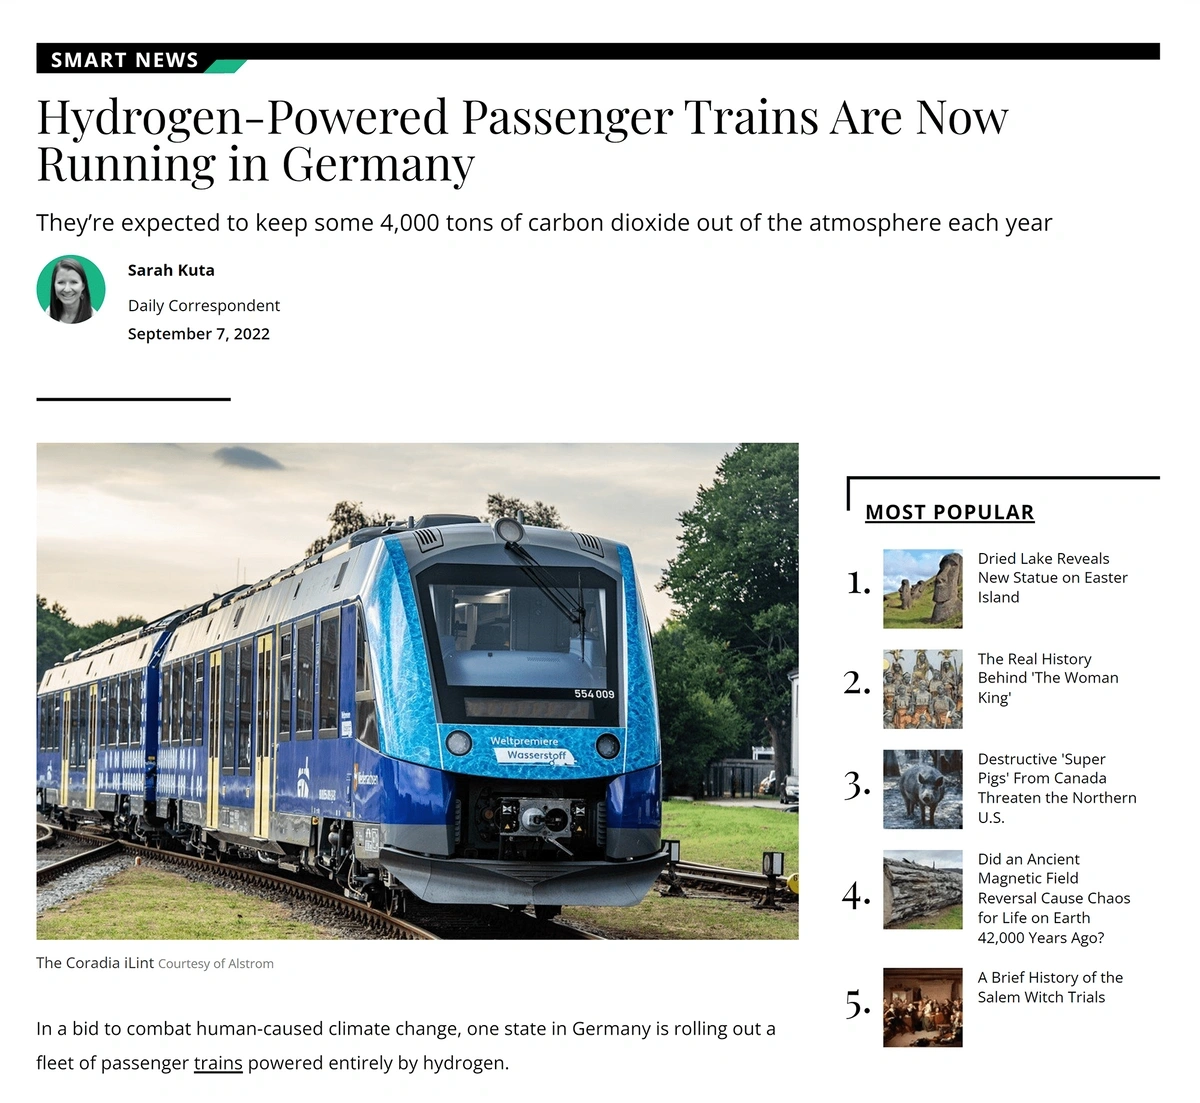 SMART NEWS
Hydrogen-Powered Passenger Trains Are Now
Running in Germany
They’re expected to keep some 4,000 tons of carbon dioxide out of the atmosphere each year
Sarah Kuta
Daily Correspondent
September 7, 2022
554 009
Weltpremiere
Wasserstoff
The Coradia iLint Courtesy of Alstrom
In a bid to combat human-caused climate change, one state in Germany is rolling out a
fleet of passenger trains powered entirely by hydrogen.
MOST POPULAR
1.
Dried Lake Reveals
New Statue on Easter
Island
2.
The Real History
Behind 'The Woman
King'
3.
Destructive 'Super
Pigs' From Canada
Threaten the Northern
U.S.
4.
Did an Ancient
Magnetic Field
Reversal Cause Chaos
for Life on Earth
42,000 Years Ago?
5.
A Brief History of the
Salem Witch Trials